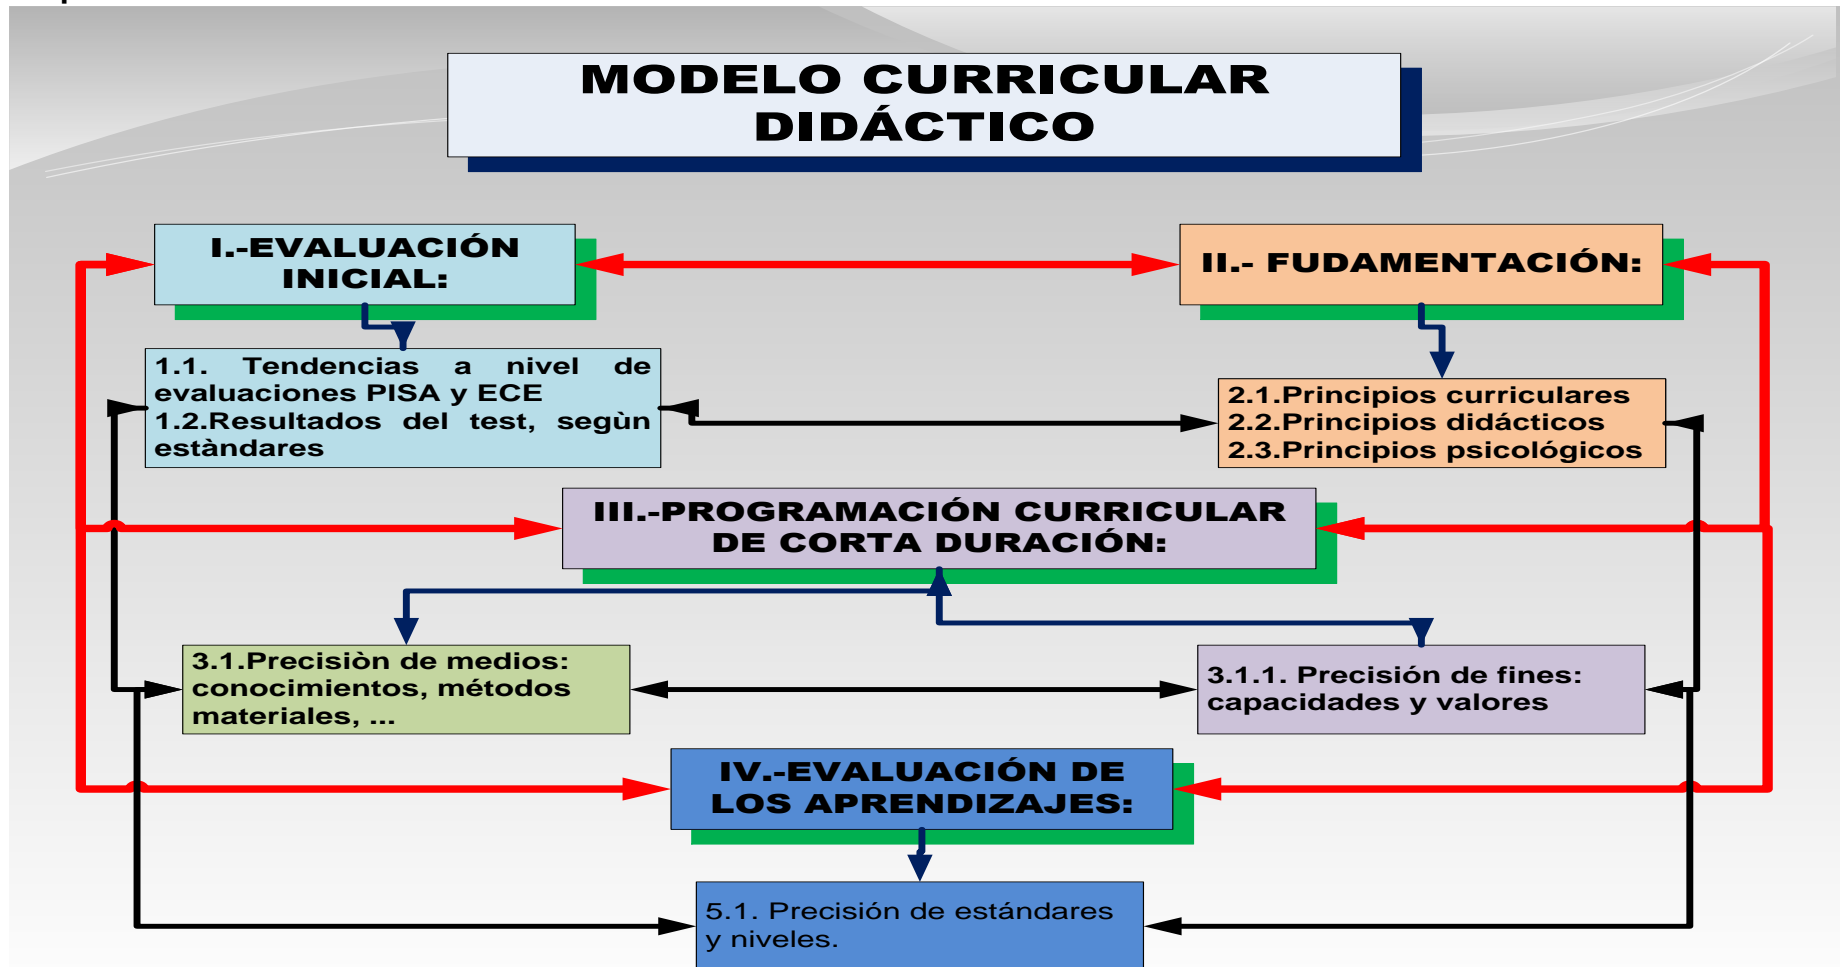 MODELO CURRICULAR
DIDÁCTICO
I.-EVALUACIÓN
INICIAL:
II.- FUDAMENTACIÓN:
1.1. Tendencias a nivel de
evaluaciones PISA y ECE
1.2.Resultados del test, segùn
estàndares
2.1.Principios curriculares
2.2.Principios didácticos
2.3.Principios psicológicos
III.-PROGRAMACIÓN CURRICULAR
DE CORTA DURACIÓN:
3.1.Precisiòn de medios:
conocimientos, métodos
materiales, ...
3.1.1. Precisión de fines:
capacidades y valores
IV.-EVALUACIÓN DE
LOS APRENDIZAJES:
5.1. Precisión de estándares
y niveles.